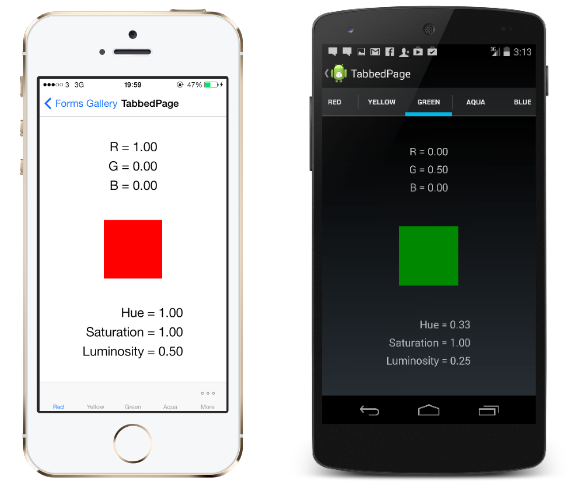 ●●●○○ 3 3G 19:59 47%
Forms Gallery TabbedPage
R = 1.00
G = 0.00
B = 0.00
Hue = 1.00
Saturation = 1.00
Luminosity = 0.50
Red Yellow Green Aqua More
3G 3:13
TabbedPage
RED YELLOW GREEN AQUA BLUE
R = 0.00
G = 0.50
B = 0.00
Hue = 0.33
Saturation = 1.00
Luminosity = 0.25